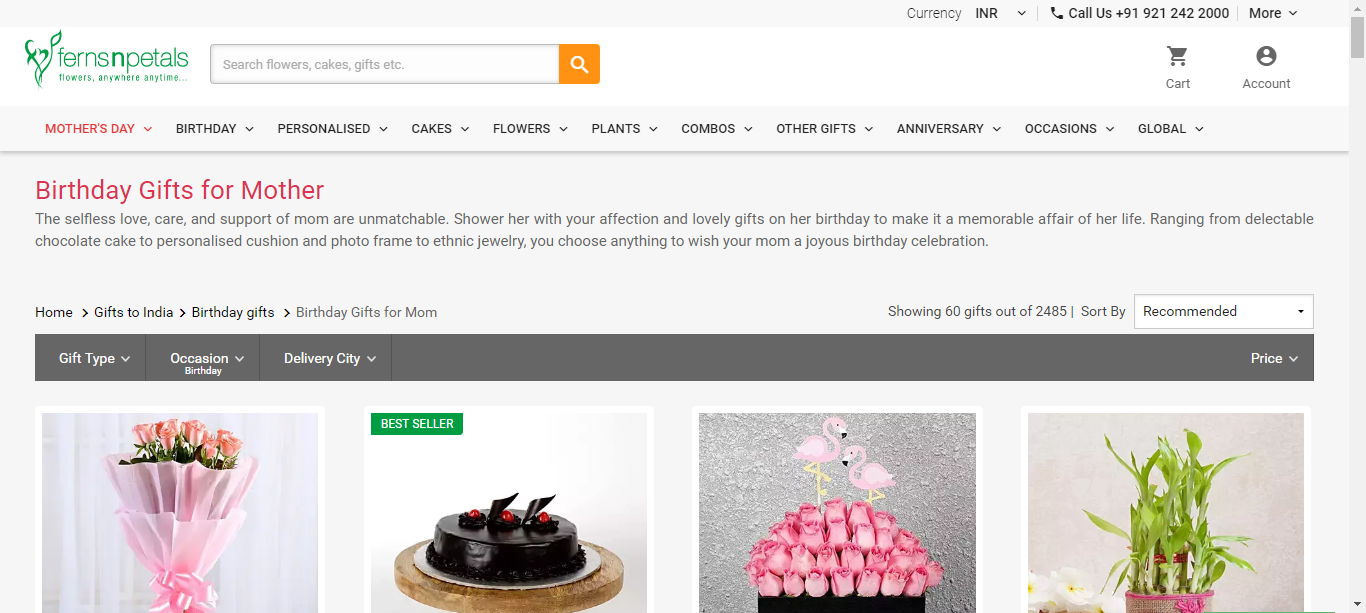 Currency INR Call Us +91 921 242 2000 More
fernsnpetals
flowers, anywhere anytime...
Search flowers, cakes, gifts etc.
Cart Account
MOTHER'S DAY BIRTHDAY PERSONALISED CAKES FLOWERS PLANTS COMBOS OTHER GIFTS ANNIVERSARY OCCASIONS GLOBAL
Birthday Gifts for Mother
The selfless love, care, and support of mom are unmatchable. Shower her with your affection and lovely gifts on her birthday to make it a memorable affair of her life. Ranging from delectable
chocolate cake to personalised cushion and photo frame to ethnic jewelry, you choose anything to wish your mom a joyous birthday celebration.
Home > Gifts to India > Birthday gifts > Birthday Gifts for Mom Showing 60 gifts out of 2485 | Sort By Recommended
Gift Type Occasion Delivery City Price
Birthday
BEST SELLER